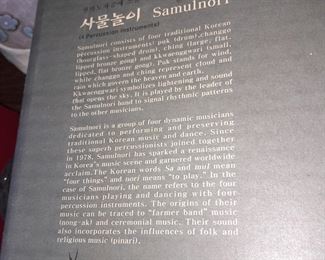 사물놀이 Samulnori
(4 Percussion Instruments)
Samulnori consists of four traditional Korean
percussion instruments: puk (drum), changgo
(hourglass-shaped drum), ching (large, flat,
lipped bronze gong) and kkwaenggwari (small,
lipped, flat bronze gong). Puk stands for wind,
while changgo and ching represent cloud and
rain which govern the heaven and earth.
Kkwaenggwari symbolizes lightening and sound
that opens the sky. It is played by the leader of
the Samulnori band to signal rhythmic patterns
to the other musicians.
Samulnori is a group of four dynamic musicians
dedicated to performing and preserving
traditional Korean music and dance. Since
these superb percussionists joined together
in 1978, Samulnori has sparked a renaissance
in Korea's music scene and garnered worldwide
acclaim. The Korean words Sa and mul mean
"four things" and nori means "to play." In the
case of Samulnori, the name refers to the four
musicians playing and dancing with four
percussion instruments. The origins of their
music can be traced to "farmer band" music
(nong-ak) and ceremonial music. Their sound
also incorporates the influences of folk and
religious music (pinari).